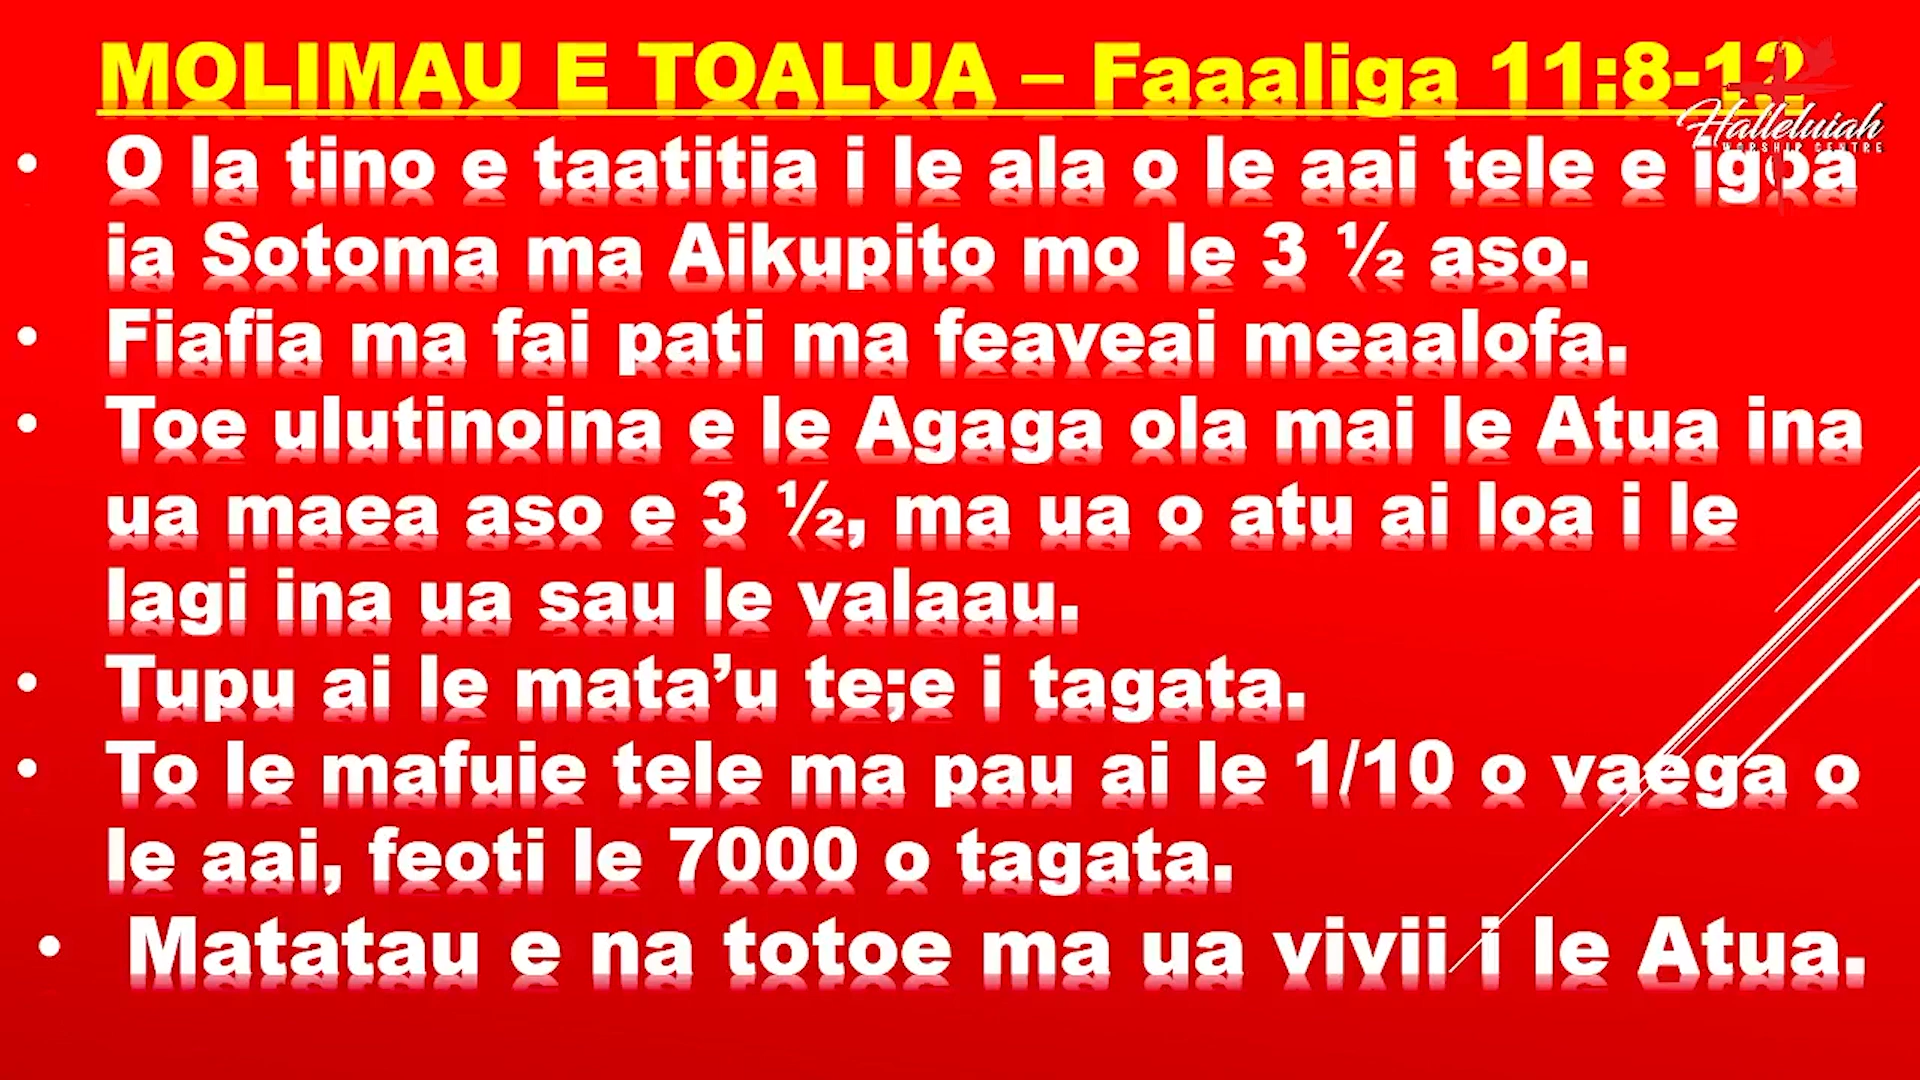 MOLIMAU E TOALUA – Faaaliga 11:8-12
Halleluiah
WORSHIP CENTRE
• O la tino e taatitia i le ala o le aai tele e igoa
ia Sotoma ma Aikupito mo le 3 ½ aso.
• Fiafia ma fai pati ma feaveai meaalofa.
• Toe ulutinoina e le Agaga ola mai le Atua ina
ua maea aso e 3 ½, ma ua o atu ai loa i le
lagi ina ua sau le valaau.
• Tupu ai le mata’u te;e i tagata.
• To le mafuie tele ma pau ai le 1/10 o vaega o
le aai, feoti le 7000 o tagata.
• Matatau e na totoe ma ua vivii i le Atua.